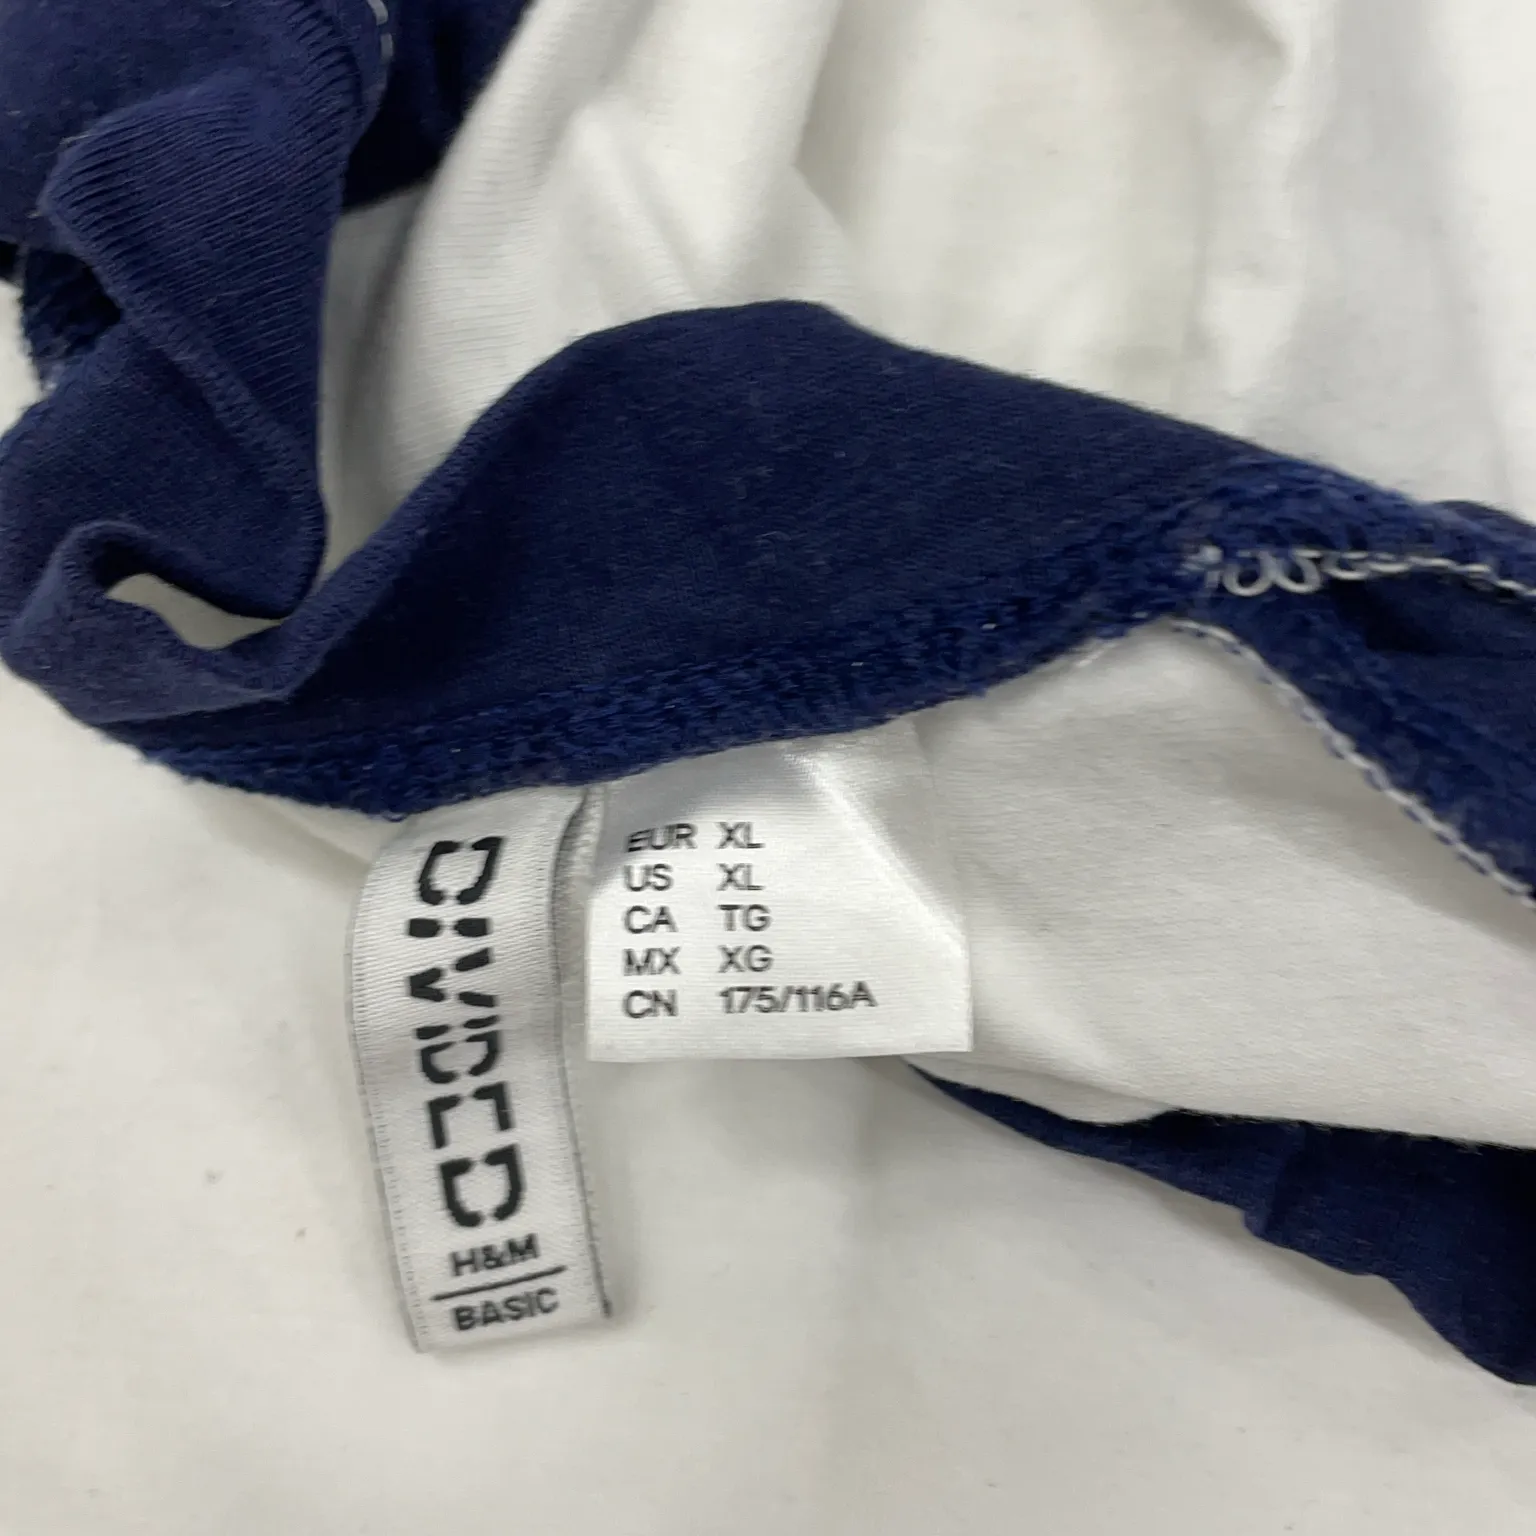 DIVIDED
H&M
BASIC
EUR XL
US XL
CA TG
MX XG
CN 175/116A